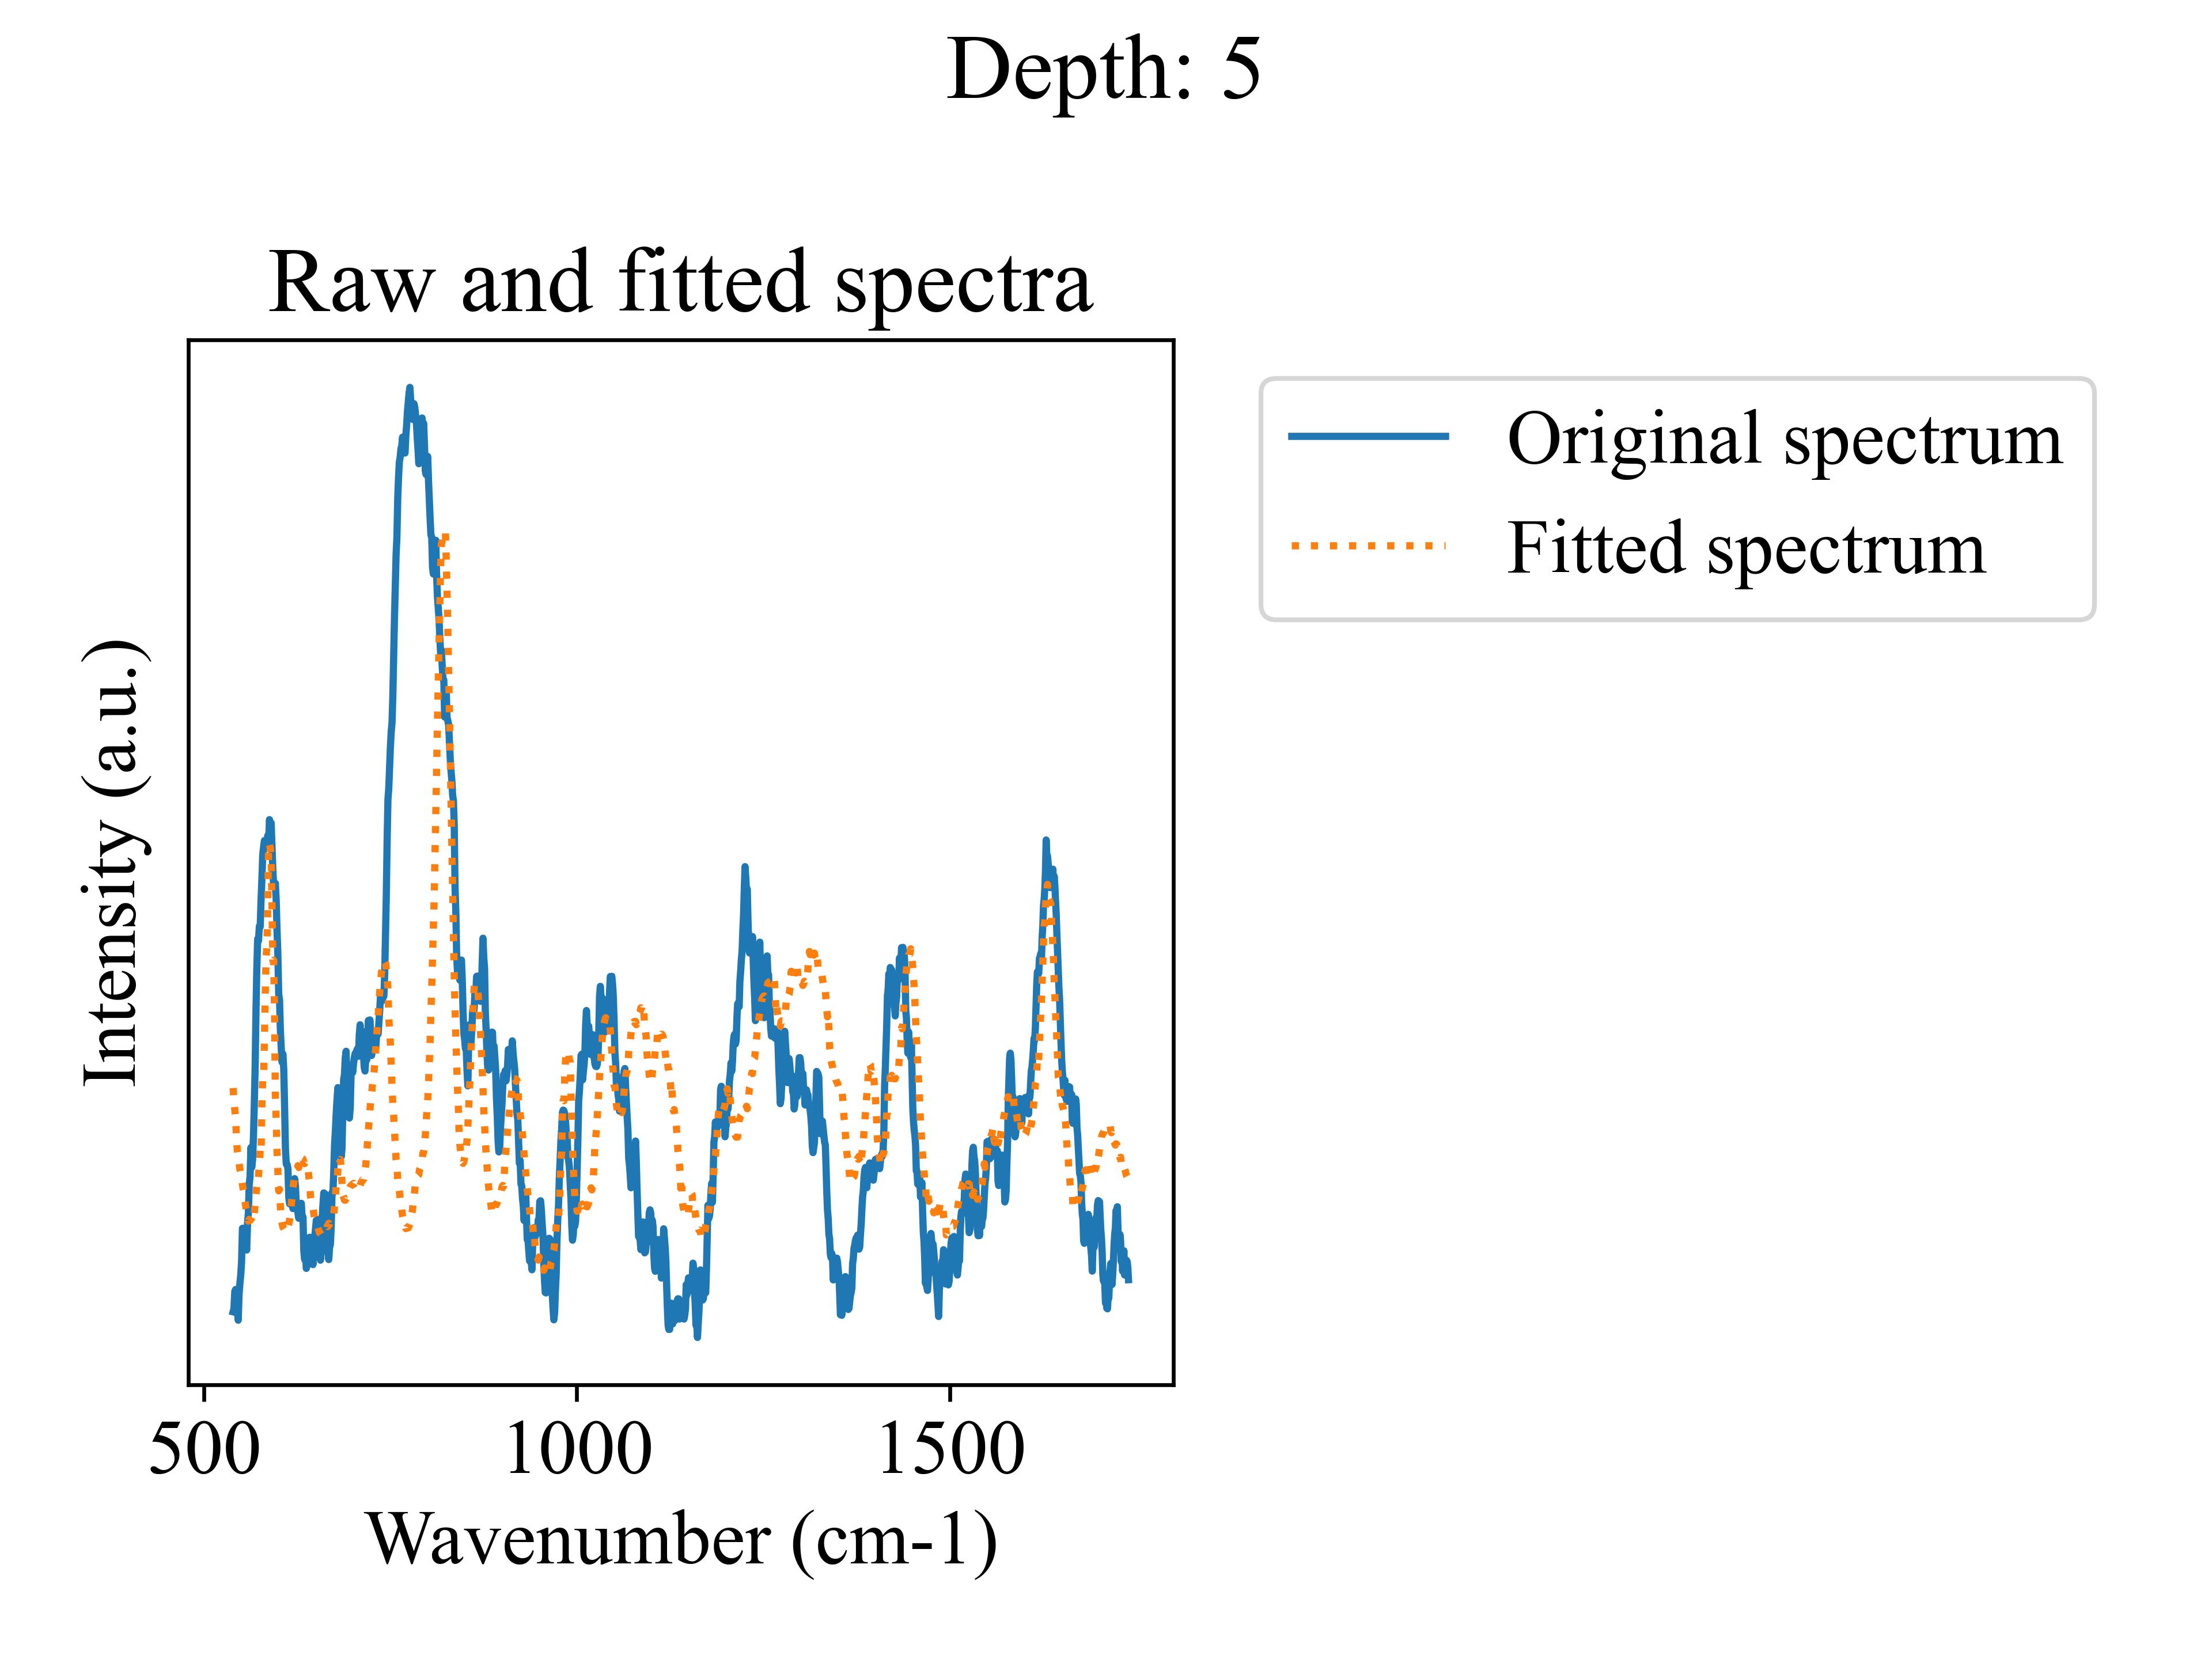 Depth: 5
Raw and fitted spectra
Original spectrum
Fitted spectrum
Intensity (a.u.)
500 1000 1500
Wavenumber (cm-1)